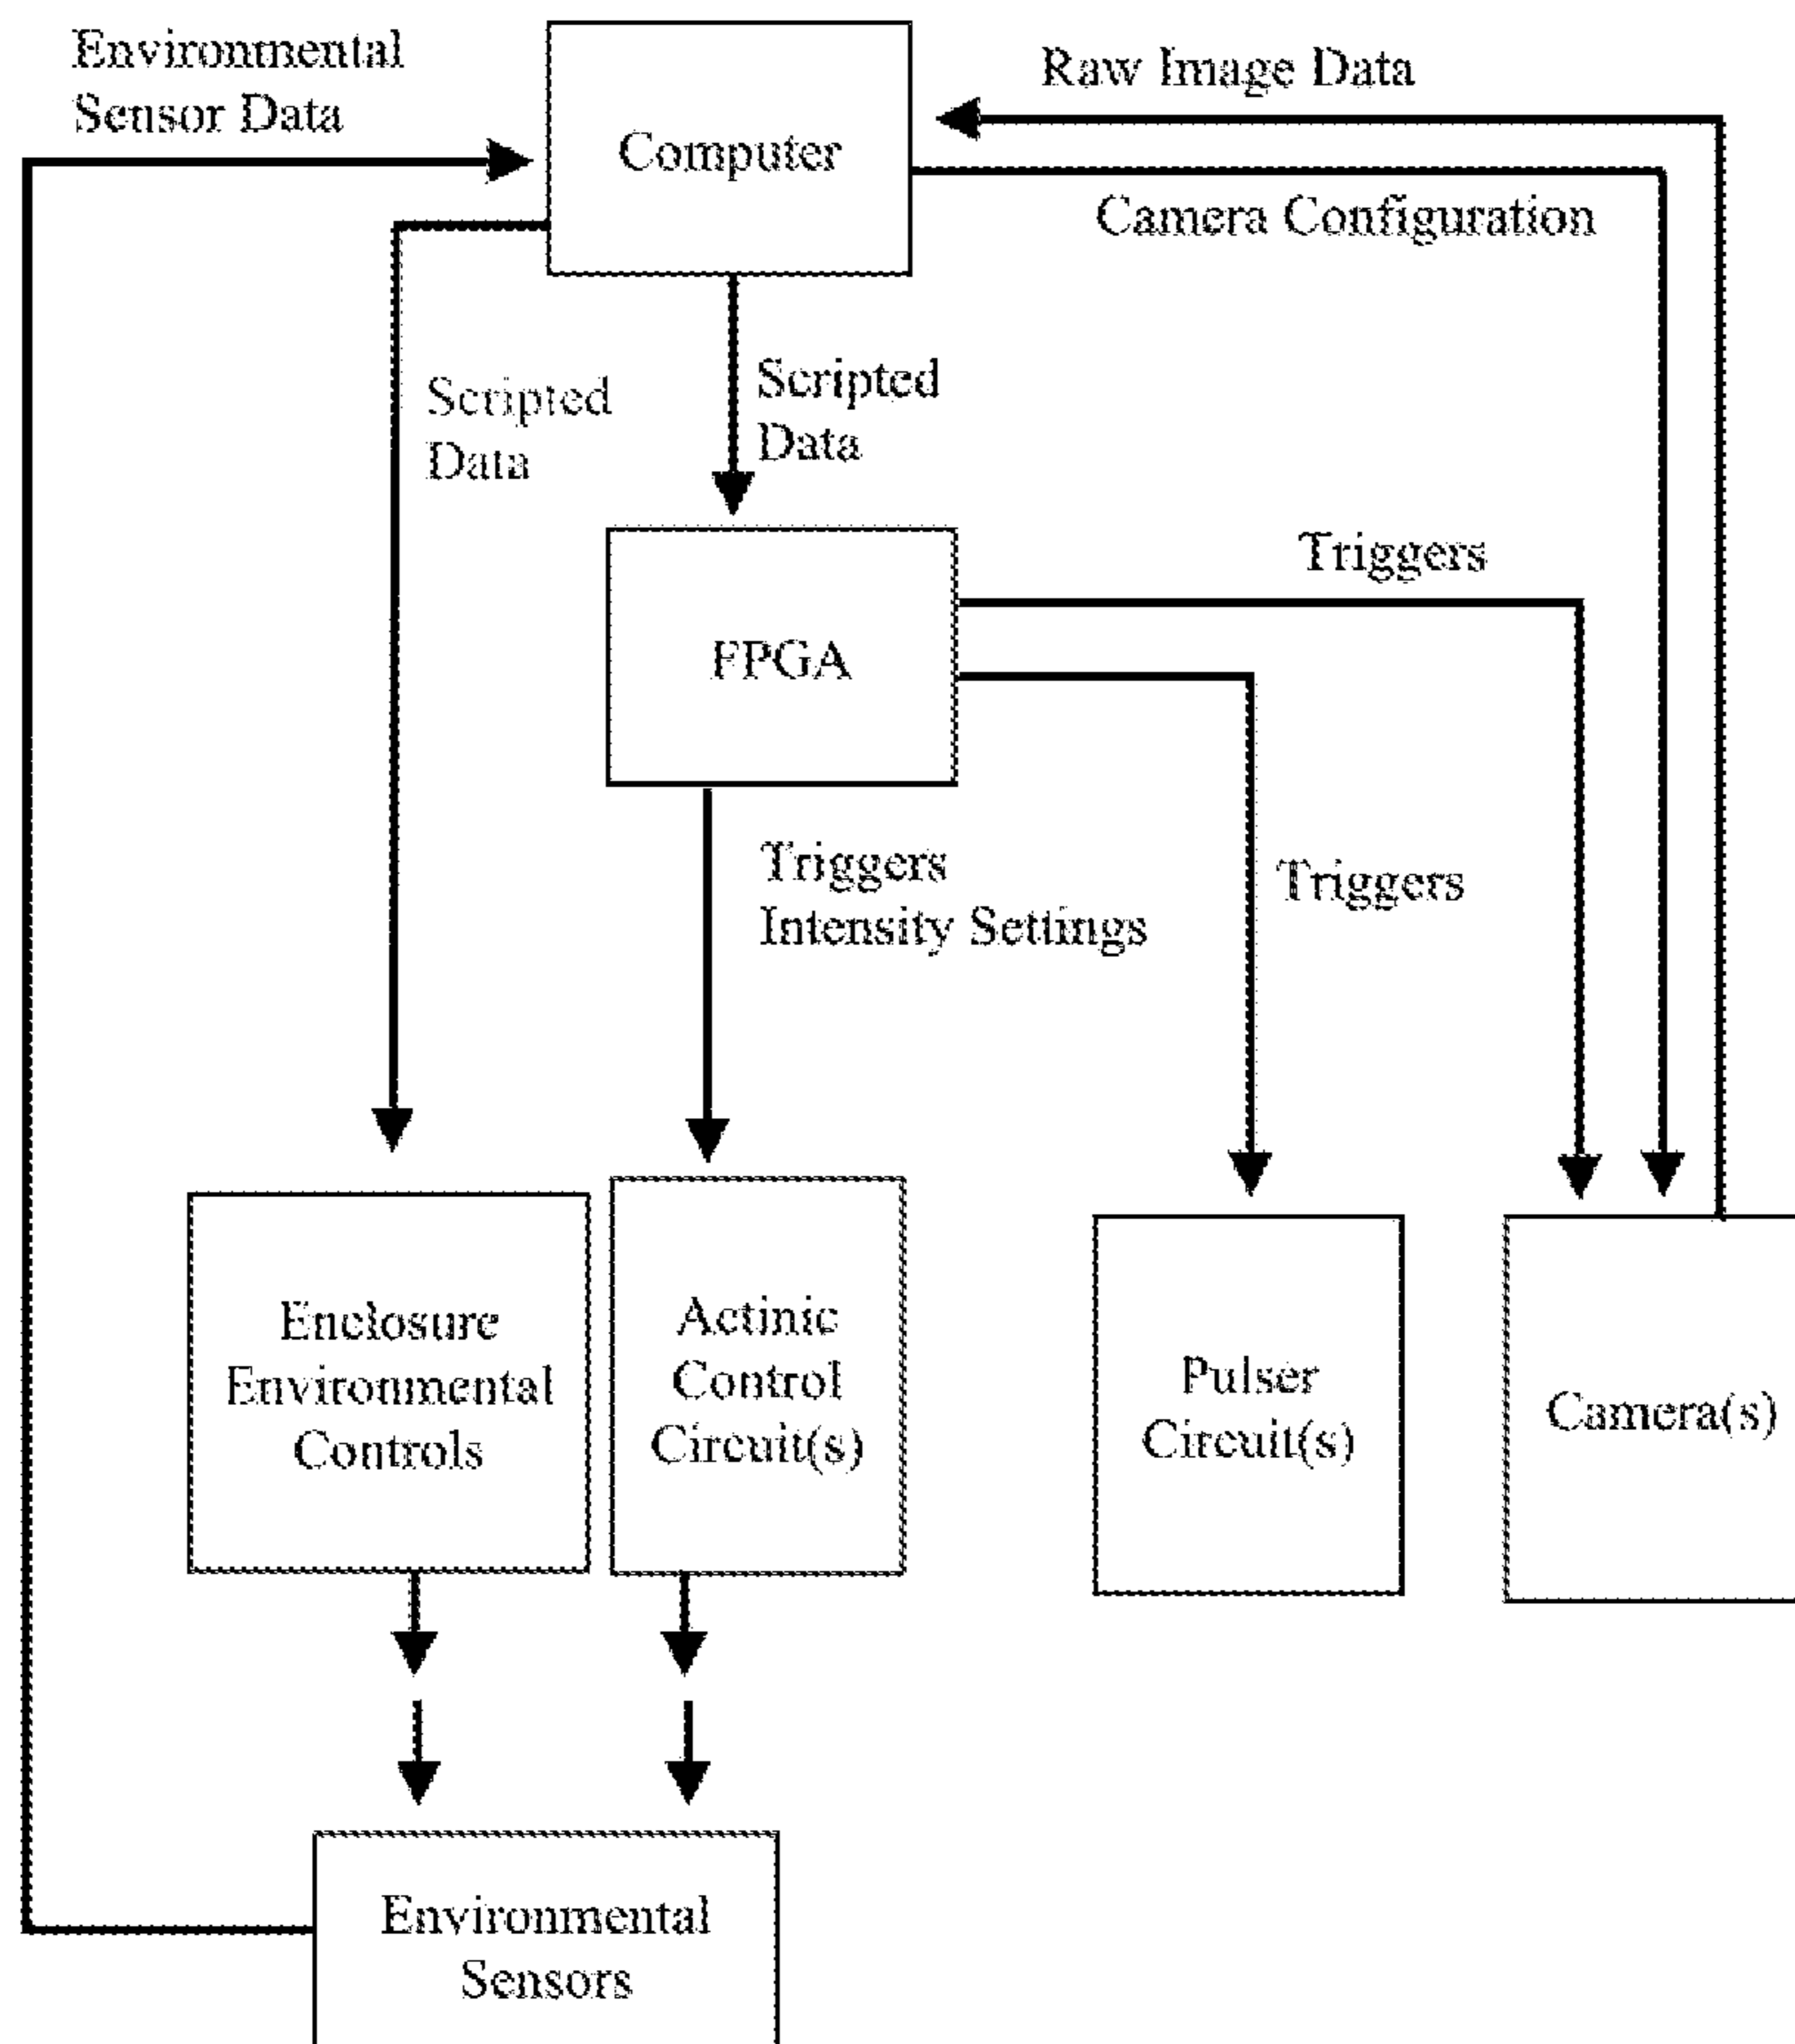 Environmental
Sensor Data
Computer
Raw Image Data
Camera Configuration
Scripted
Data
Scripted
Data
FPGA
Triggers
Triggers
Intensity Settings
Triggers
Enclosure
Environmental
Controls
Actinic
Control
Circuit(s)
Pulser
Circuit(s)
Camera(s)
Environmental
Sensors